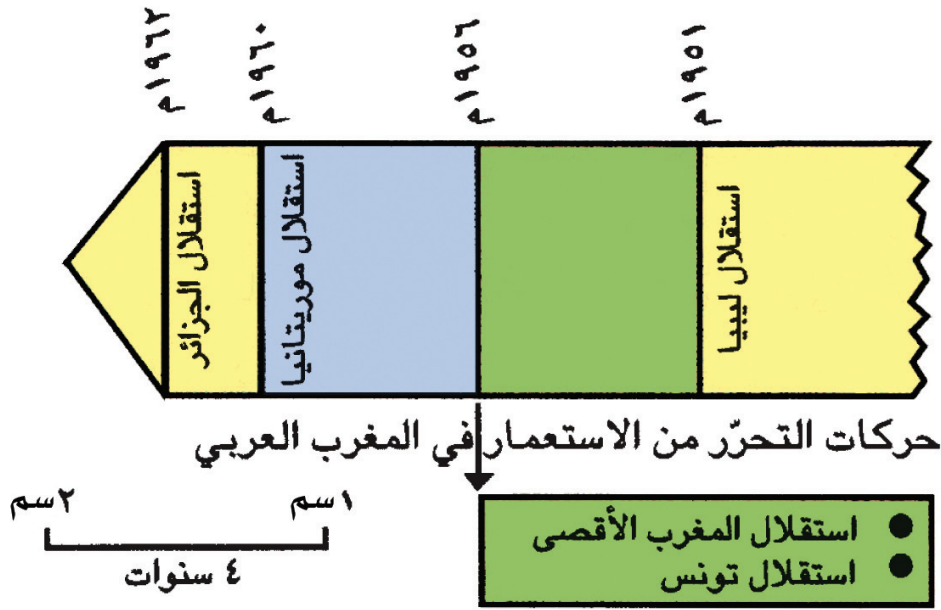 ١٩٥١م
١٩٥٦م
١٩٦٠م
١٩٦٢م
استقلال ليبيا
استقلال موريتانيا
استقلال الجزائر
حركات التحرّر من الاستعمار في المغرب العربي
● استقلال المغرب الأقصى
● استقلال تونس
١سم
٢سم
٤ سنوات